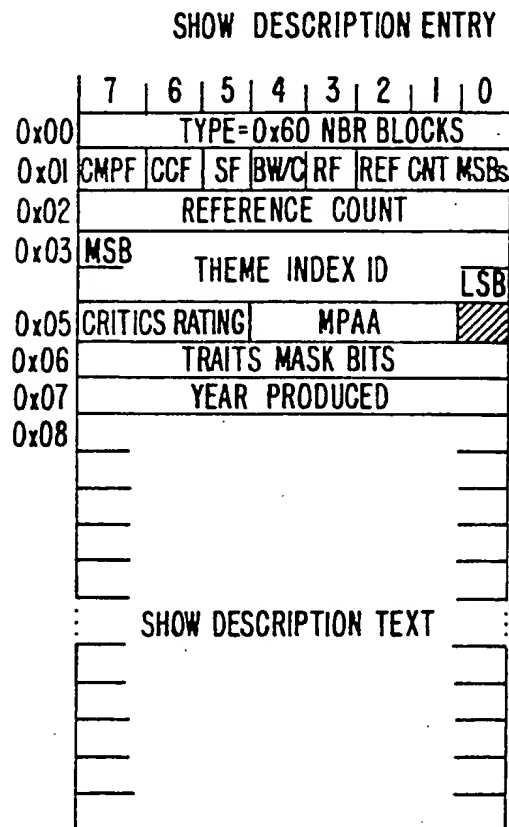 SHOW DESCRIPTION ENTRY
7 6 5 4 3 2 1 0
0x00 TYPE=0x60 NBR BLOCKS
0x01 CMPF CCF SF BW/C RF REF CNT MSBs
0x02 REFERENCE COUNT
0x03 MSB
THEME INDEX ID
LSB
0x05 CRITICS RATING MPAA
0x06 TRAITS MASK BITS
0x07 YEAR PRODUCED
0x08
SHOW DESCRIPTION TEXT